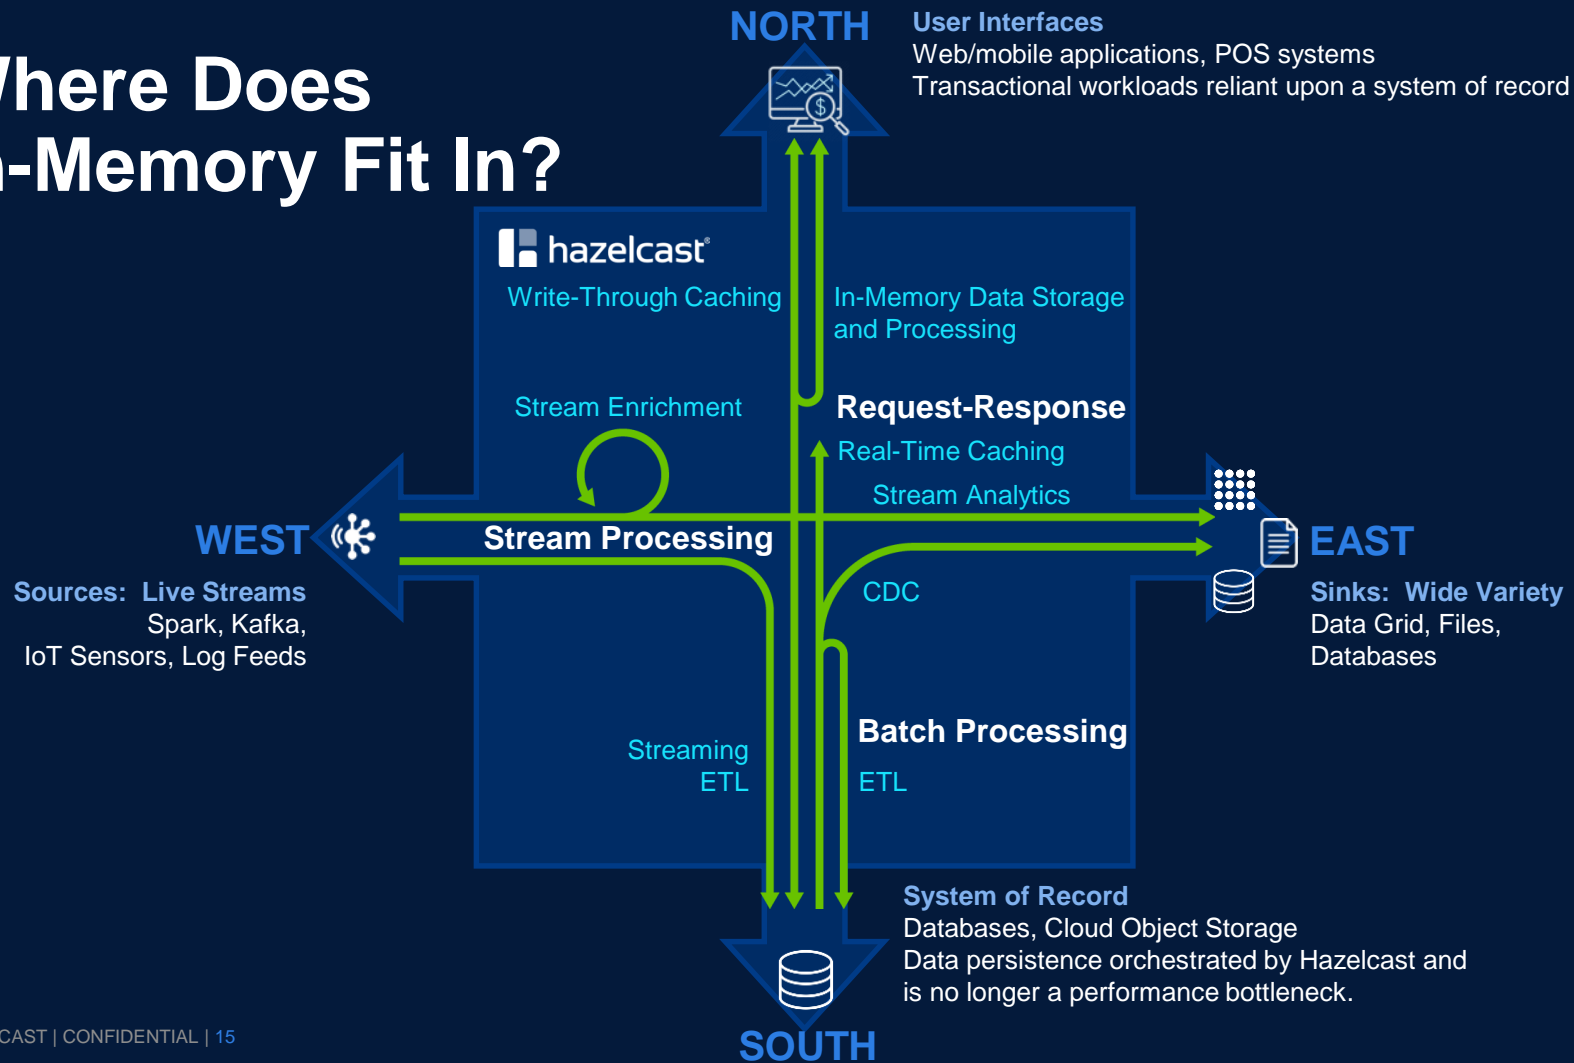 here Does
-Memory Fit In?
NORTH
User Interfaces
Web/mobile applications, POS systems
Transactional workloads reliant upon a system of record
hazelcast
Write-Through Caching
In-Memory Data Storage
and Processing
Stream Enrichment
Request-Response
Real-Time Caching
Stream Analytics
WEST
Stream Processing
EAST
Sources: Live Streams
Spark, Kafka,
IoT Sensors, Log Feeds
CDC
Sinks: Wide Variety
Data Grid, Files,
Databases
Batch Processing
Streaming
ETL
ETL
System of Record
Databases, Cloud Object Storage
Data persistence orchestrated by Hazelcast and
is no longer a performance bottleneck.
CAST | CONFIDENTIAL | 15
SOUTH